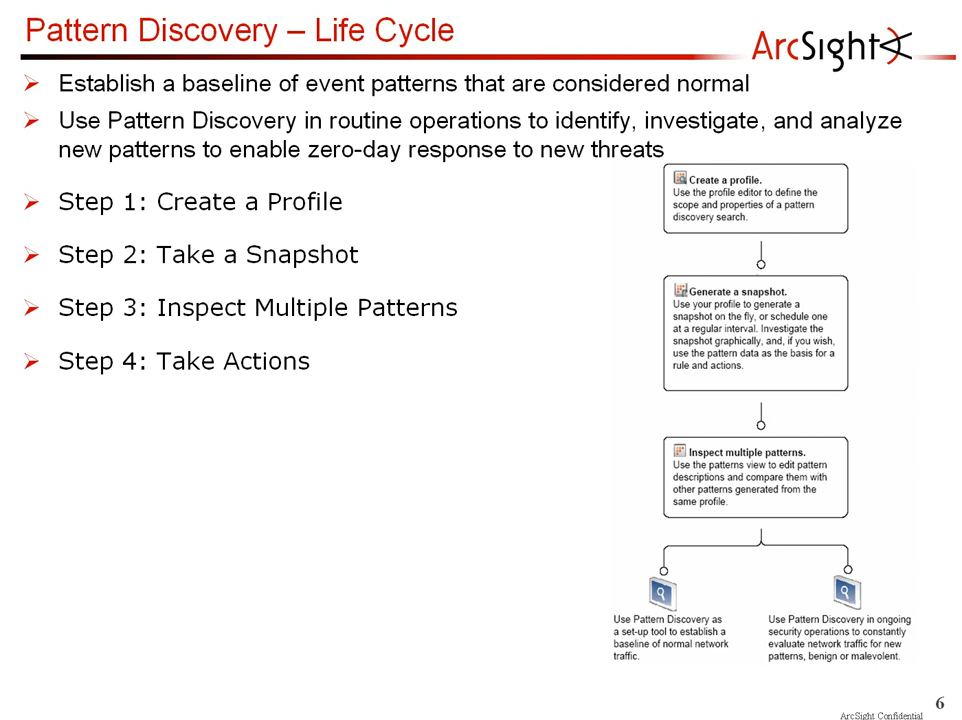 Pattern Discovery – Life Cycle
ArcSight
Establish a baseline of event patterns that are considered normal
Use Pattern Discovery in routine operations to identify, investigate, and analyze
new patterns to enable zero-day response to new threats
Step 1: Create a Profile
Step 2: Take a Snapshot
Step 3: Inspect Multiple Patterns
Step 4: Take Actions
Create a profile.
Use the profile editor to define the
scope and properties of a pattern
discovery search.
Generate a snapshot.
Use your profile to generate a
snapshot on the fly, or schedule one
at a regular interval. Investigate the
snapshot graphically, and, if you wish,
use the pattern data as the basis for a
rule and actions.
Inspect multiple patterns.
Use the patterns view to edit pattern
descriptions and compare them with
other patterns generated from the
same profile.
Use Pattern Discovery as
a set-up tool to establish a
baseline of normal network
traffic.
Use Pattern Discovery in ongoing
security operations to constantly
evaluate network traffic for new
patterns, benign or malevolent.
6
ArcSight Confidential